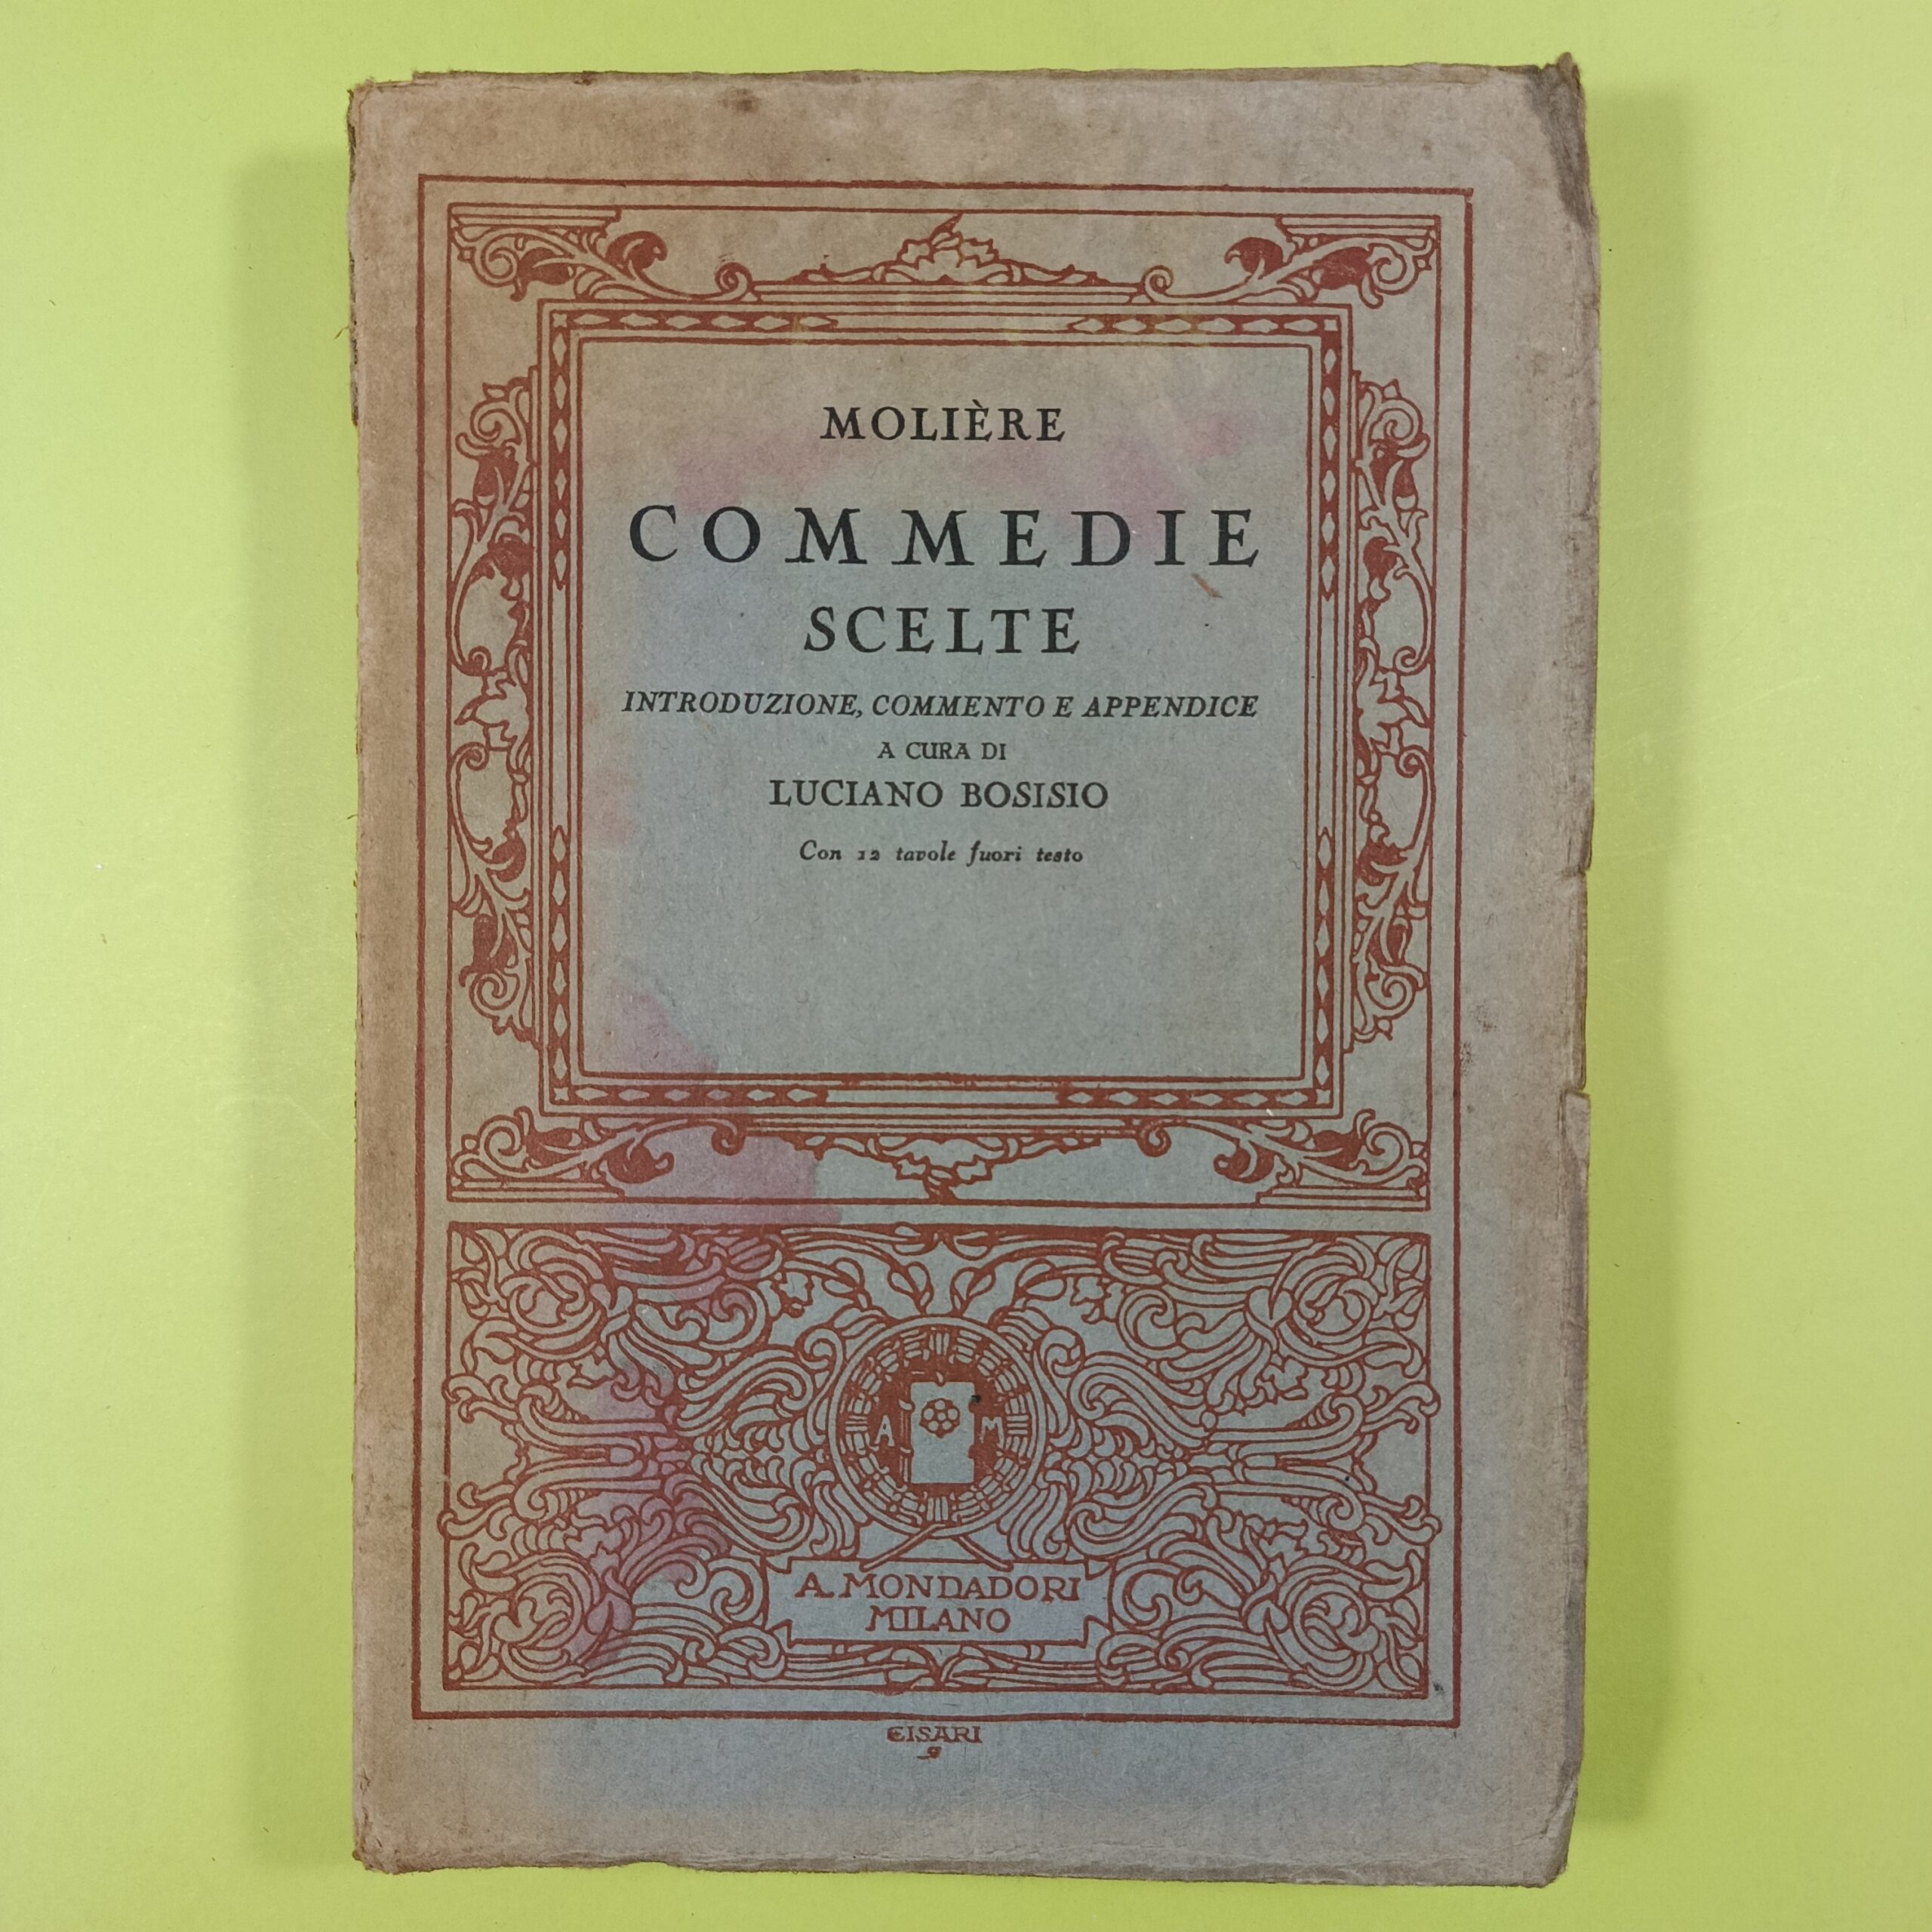 MOLIÈRE
COMMEDIE
SCELTE
INTRODUZIONE, COMMENTO E APPENDICE
A CURA DI
LUCIANO BOSISIO
Con 12 tavole fuori testo
A M
A. MONDADORI
MILANO
CISARI